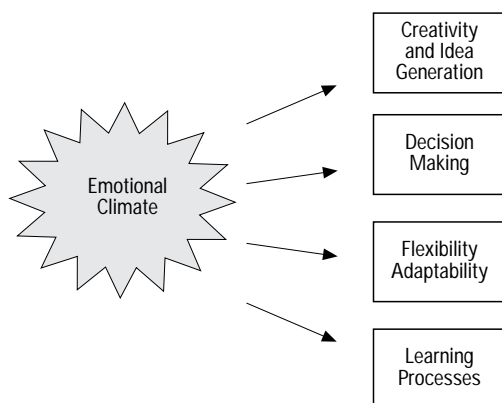 Emotional
Climate
Creativity
and Idea
Generation
Decision
Making
Flexibility
Adaptability
Learning
Processes